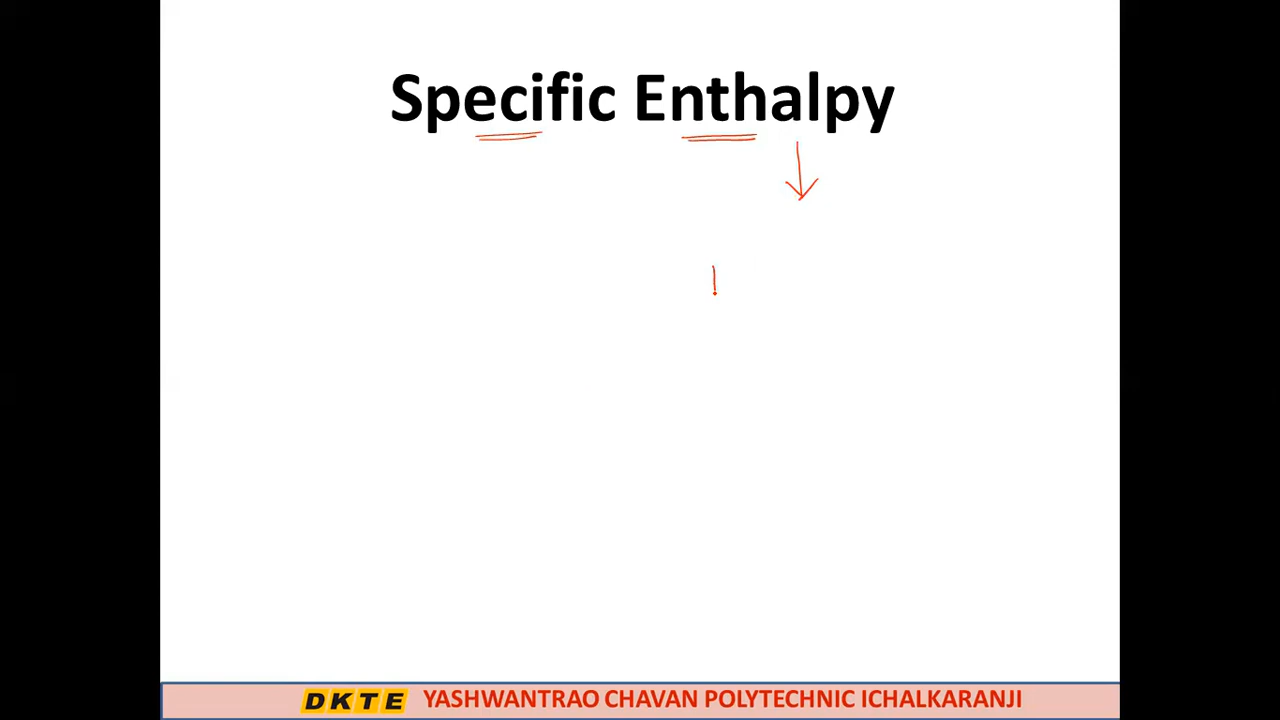 Specific Enthalpy
DKTE YASHWANTRAO CHAVAN POLYTECHNIC ICHALKARANJI